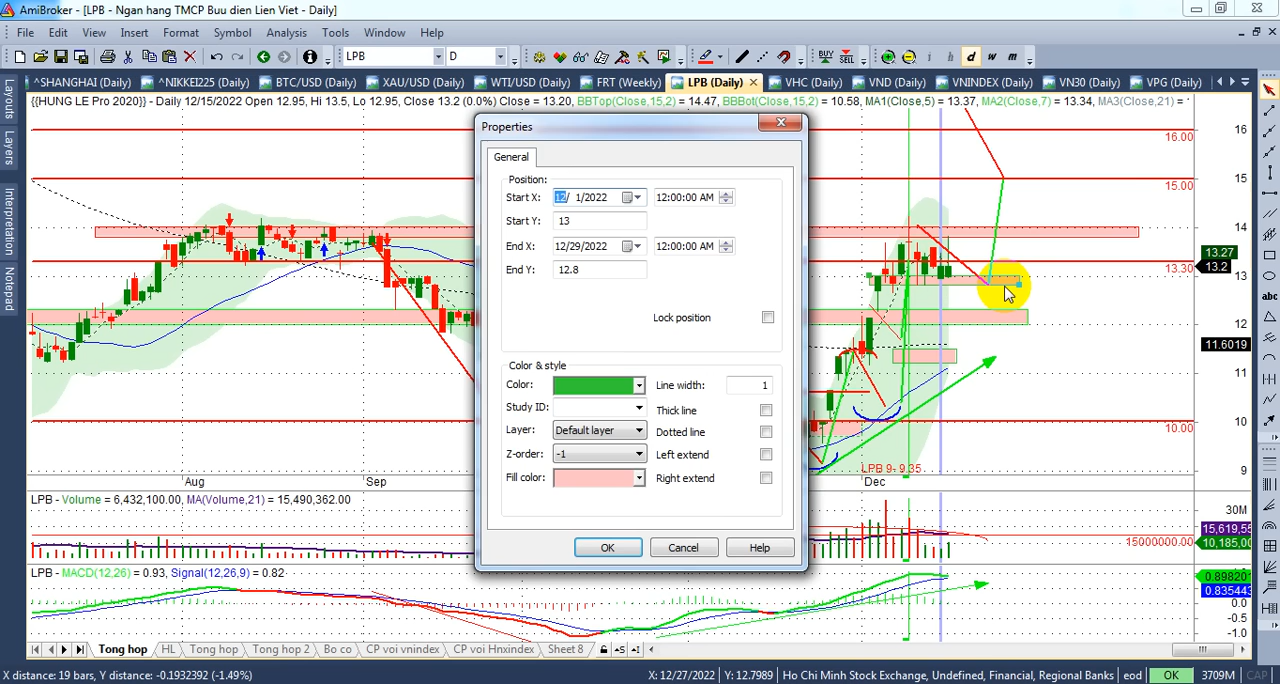 AmiBroker - [LPB - Ngan hang TMCP Buu dien Lien Viet - Daily]
File Edit View Insert Format Symbol Analysis Tools Window Help
LPB D BUY SELL i h d w m
^SHANGHAI (Daily) ^NIKKEI225 (Daily) BTC/USD (Daily) XAU/USD (Daily) WTI/USD (Daily) FRT (Weekly) LPB (Daily) VHC (Daily) VND (Daily) VNINDEX (Daily) VN30 (Daily) VPG (Daily)
{{HUNG LE Pro 2020}} - Daily 12/15/2022 Open 12.95, Hi 13.5, Lo 12.95, Close 13.2 (0.0%) Close = 13.20, BBTop(Close,15,2) = 14.47, BBBot(Close,15,2) = 10.58, MA1(Close,5) = 13.37, MA2(Close,7) = 13.34, MA3(Close,21) =
Layouts
Layers
Interpretation
Notepad
Properties
General
Position:
Start X: 12/ 1/2022 12:00:00 AM
Start Y: 13
End X: 12/29/2022 12:00:00 AM
End Y: 12.8
Lock position
Color & style
Color: Line width: 1
Study ID: Thick line
Layer: Default layer Dotted line
Z-order: -1 Left extend
Fill color: Right extend
OK Cancel Help
16.00 16
15
15.00
14
13.27
13.30 13.2
13
12
11.6019
10
10.00
9
LPB 9- 9.35
abc
Aug Sep Dec
LPB - Volume = 6,432,100.00, MA(Volume,21) = 15,490,362.00
30M
15,619,55
15000000.00 10,185,00
LPB - MACD(12,26) = 0.93, Signal(12,26,9) = 0.82
0.898201
0.835443
0.0
-0.5
-1.0
Tong hop HL Tong hop Tong hop 2 Bo co CP voi vnindex CP voi Hnxindex Sheet 8
X distance: 19 bars, Y distance: -0.1932392 (-1.49%) X: 12/27/2022 Y: 12.7989 Ho Chi Minh Stock Exchange, Undefined, Financial, Regional Banks eod OK 3709M CAP